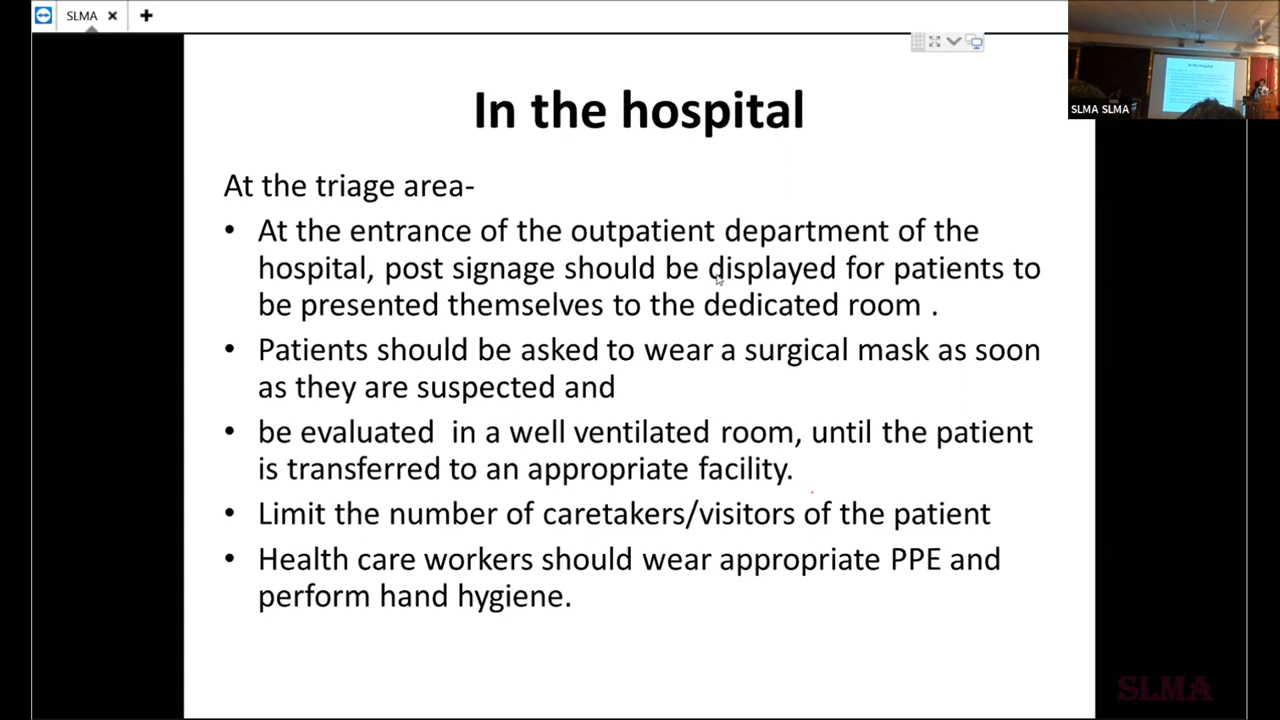 SLMA
SLMA SLMA
In the hospital
At the triage area-
• At the entrance of the outpatient department of the
hospital, post signage should be displayed for patients to
be presented themselves to the dedicated room .
• Patients should be asked to wear a surgical mask as soon
as they are suspected and
• be evaluated  in a well ventilated room, until the patient
is transferred to an appropriate facility.
• Limit the number of caretakers/visitors of the patient
• Health care workers should wear appropriate PPE and
perform hand hygiene.
SLMA